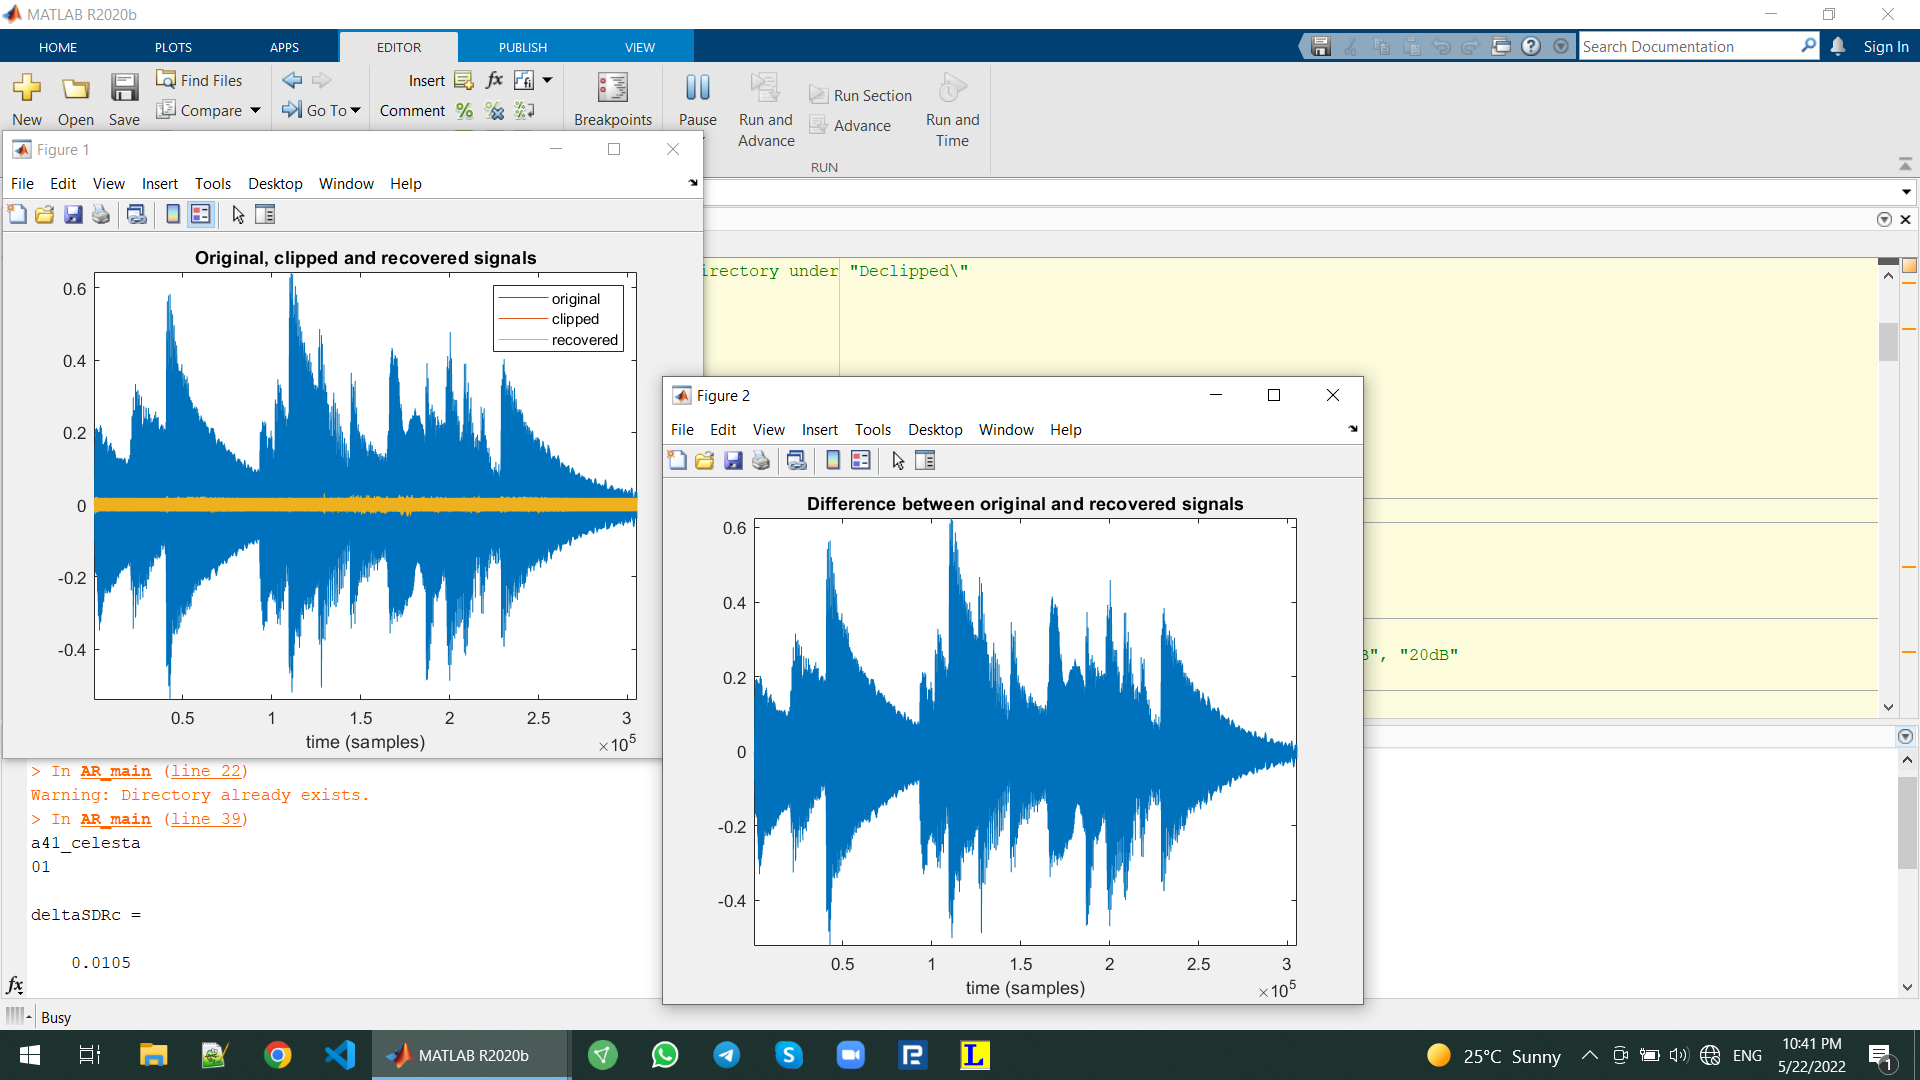 MATLAB R2020b
HOME PLOTS APPS EDITOR PUBLISH VIEW
Search Documentation
Sign In
New
Open
Save
Find Files
Compare
Go To
Insert
fx
fi
Comment
Breakpoints
Pause
Run and Advance
Run Section
Advance
Run and Time
RUN
Figure 1
File Edit View Insert Tools Desktop Window Help
Original, clipped and recovered signals
original
clipped
recovered
0.6
0.4
0.2
0
-0.2
-0.4
0.5 1 1.5 2 2.5 3
×10^5
time (samples)
irectory under "Declipped\"
Figure 2
File Edit View Insert Tools Desktop Window Help
Difference between original and recovered signals
0.6
0.4
0.2
0
-0.2
-0.4
0.5 1 1.5 2 2.5 3
×10^5
time (samples)
B", "20dB"
> In AR_main (line 22)
Warning: Directory already exists.
> In AR_main (line 39)
a41_celesta
01
deltaSDRc =
0.0105
fx
Busy
MATLAB R2020b
25°C Sunny
ENG
10:41 PM
5/22/2022
1